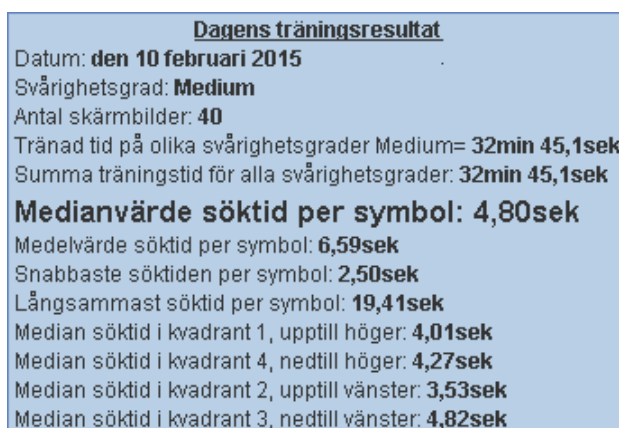 Dagens träningsresultat
Datum: den 10 februari 2015
Svårighetsgrad: Medium
Antal skärmbilder: 40
Tränad tid på olika svårighetsgrader Medium= 32min 45,1sek
Summa träningstid för alla svårighetsgrader: 32min 45,1sek
Medianvärde söktid per symbol: 4,80sek
Medelvärde söktid per symbol: 6,59sek
Snabbaste söktiden per symbol: 2,50sek
Långsammast söktid per symbol: 19,41sek
Median söktid i kvadrant 1, upptill höger: 4,01sek
Median söktid i kvadrant 4, nedtill höger: 4,27sek
Median söktid i kvadrant 2, upptill vänster: 3,53sek
Median söktid i kvadrant 3, nedtill vänster: 4,82sek